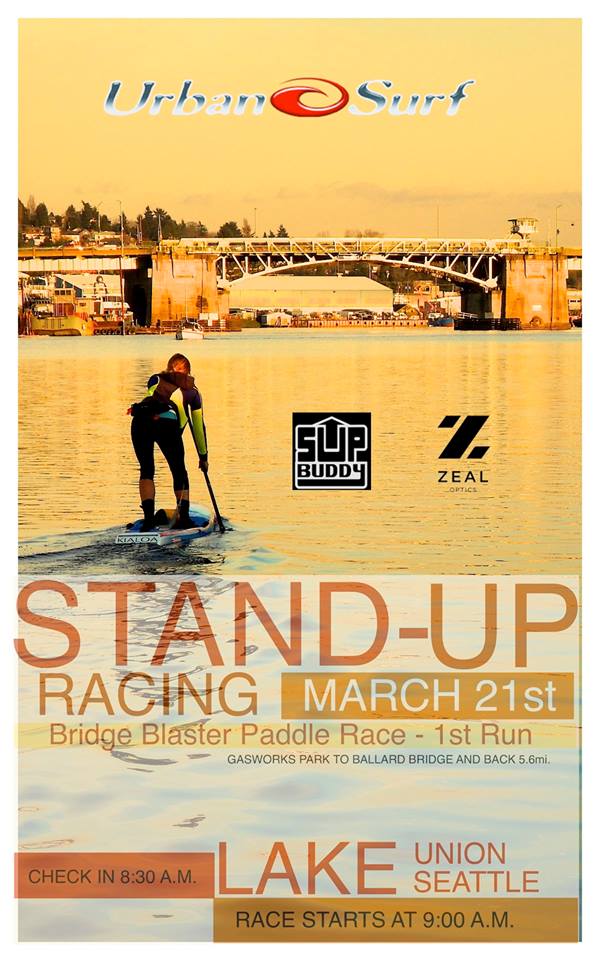 Urban Surf
SUP
BUDDY
ZEAL
OPTICS
KIALOA
STAND-UP
RACING MARCH 21st
Bridge Blaster Paddle Race - 1st Run
GASWORKS PARK TO BALLARD BRIDGE AND BACK 5.6mi.
CHECK IN 8:30 A.M.
LAKE UNION
SEATTLE
RACE STARTS AT 9:00 A.M.